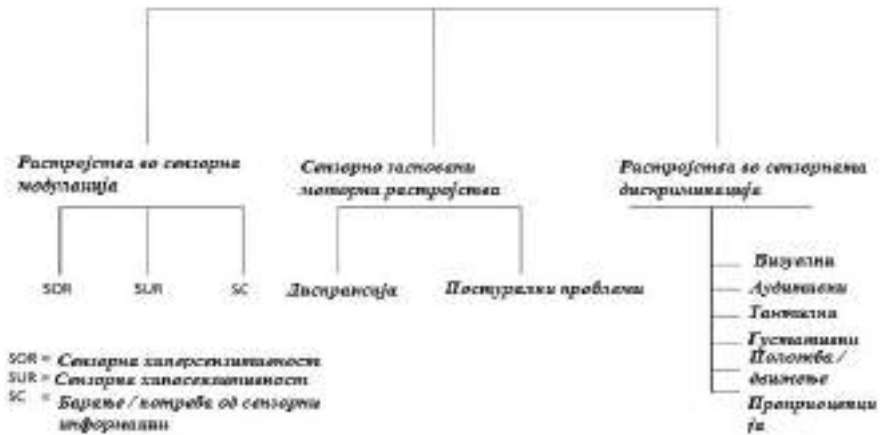 Растројства во сензорна
модулација
Сензорно засновани
моторни растројства
Растројства во сензорната
дискриминација
SOR
SUR
SC
Диспраксија
Постурални проблеми
Визуелни
Аудитивни
Тактилни
Густативни
Положба /
движење
Проприоцепци
ја
SOR = Сензорна хиперсензитивност
SUR = Сензорна хипосензитивност
SC = Барање / потреба од сензорни
информации